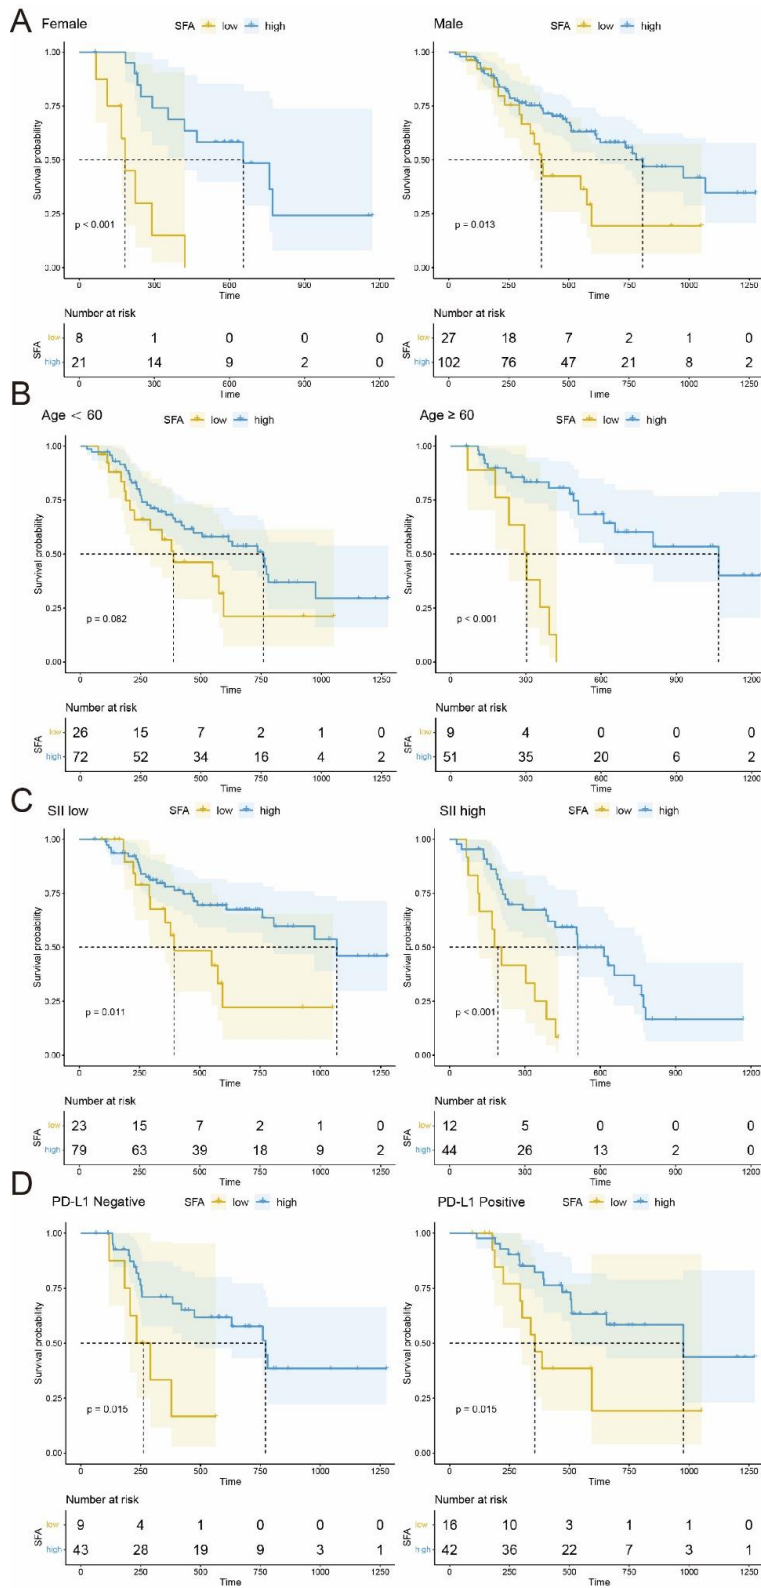 A
Female
SFA low high
Survival probability
1.00
0.75
0.50
0.25
0.00
p < 0.001
0 300 600 900 1200
Time
Number at risk
SFA
low 8 1 0 0 0
high 21 14 9 2 0
0 300 600 900 1200
Time
Male
SFA low high
Survival probability
1.00
0.75
0.50
0.25
0.00
p = 0.013
0 250 500 750 1000 1250
Time
Number at risk
SFA
low 27 18 7 2 1 0
high 102 76 47 21 8 2
0 250 500 750 1000 1250
Time
B
Age < 60
SFA low high
Survival probability
1.00
0.75
0.50
0.25
0.00
p = 0.082
0 250 500 750 1000 1250
Time
Number at risk
SFA
low 26 15 7 2 1 0
high 72 52 34 16 4 2
0 250 500 750 1000 1250
Time
Age ≥ 60
SFA low high
Survival probability
1.00
0.75
0.50
0.25
0.00
p < 0.001
0 300 600 900 1200
Time
Number at risk
SFA
low 9 4 0 0 0
high 51 35 20 6 2
0 300 600 900 1200
Time
C
SII low
SFA low high
Survival probability
1.00
0.75
0.50
0.25
0.00
p = 0.011
0 250 500 750 1000 1250
Time
Number at risk
SFA
low 23 15 7 2 1 0
high 79 63 39 18 9 2
0 250 500 750 1000 1250
Time
SII high
SFA low high
Survival probability
1.00
0.75
0.50
0.25
0.00
p < 0.001
0 300 600 900 1200
Time
Number at risk
SFA
low 12 5 0 0 0
high 44 26 13 2 0
0 300 600 900 1200
Time
D
PD-L1 Negative
SFA low high
Survival probability
1.00
0.75
0.50
0.25
0.00
p = 0.015
0 250 500 750 1000 1250
Time
Number at risk
SFA
low 9 4 1 0 0 0
high 43 28 19 9 3 1
0 250 500 750 1000 1250
Time
PD-L1 Positive
SFA low high
Survival probability
1.00
0.75
0.50
0.25
0.00
p = 0.015
0 250 500 750 1000 1250
Time
Number at risk
SFA
low 16 10 3 1 1 0
high 42 36 22 7 3 1
0 250 500 750 1000 1250
Time